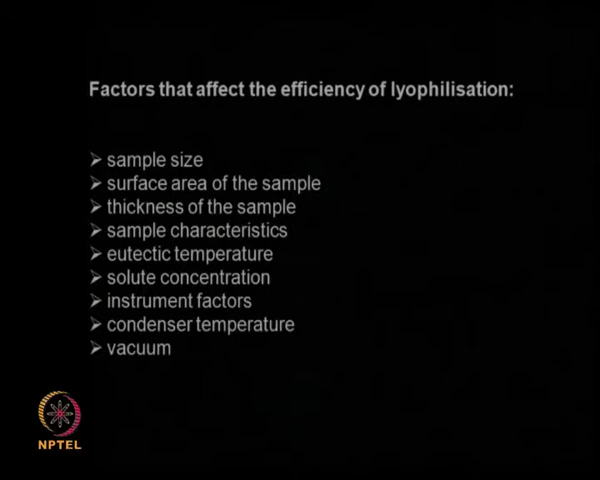 Factors that affect the efficiency of lyophilisation:
➢ sample size
➢ surface area of the sample
➢ thickness of the sample
➢ sample characteristics
➢ eutectic temperature
➢ solute concentration
➢ instrument factors
➢ condenser temperature
➢ vacuum
NPTEL